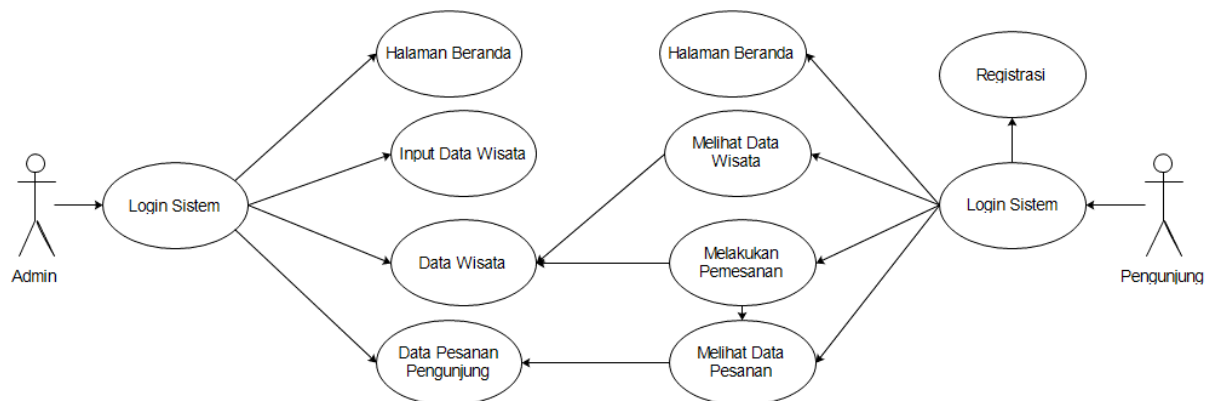 Halaman Beranda
Halaman Beranda
Registrasi
Input Data Wisata
Melihat Data
Wisata
Login Sistem
Login Sistem
Admin
Data Wisata
Melakukan
Pemesanan
Pengunjung
Data Pesanan
Pengunjung
Melihat Data
Pesanan